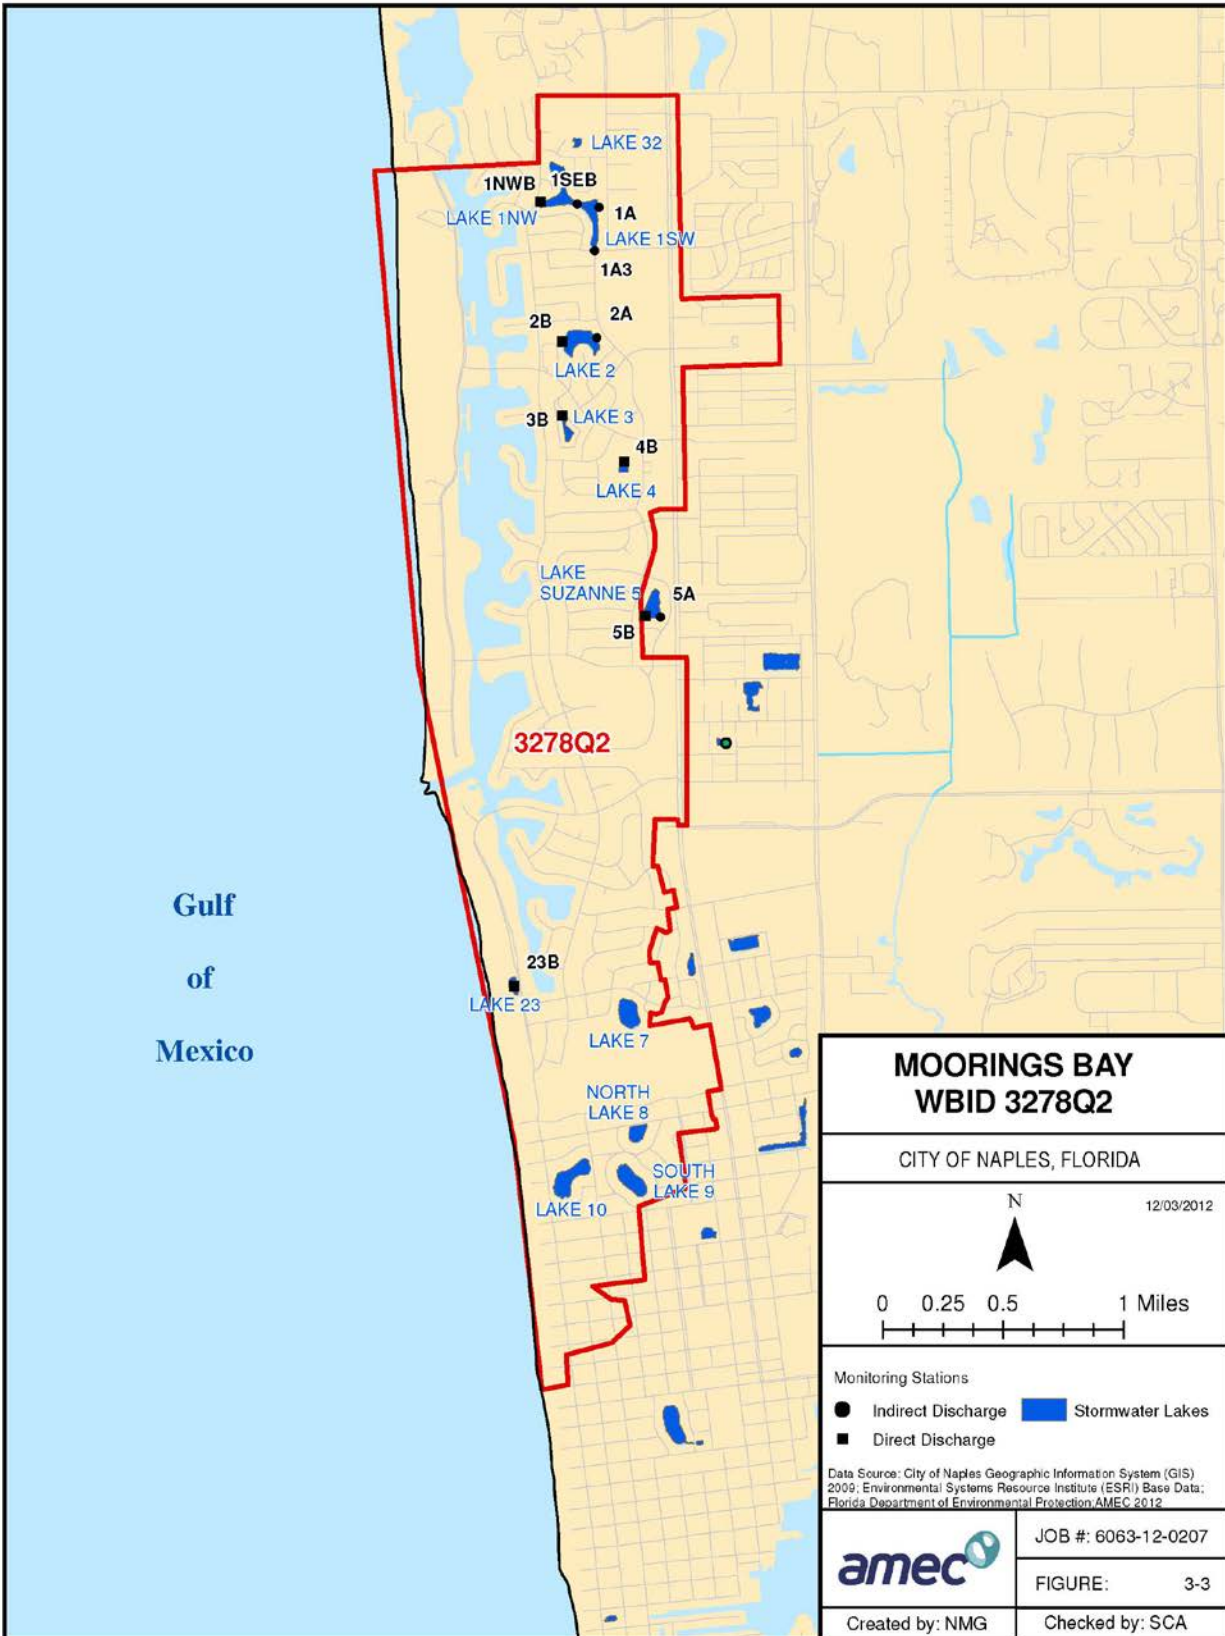 LAKE 32
1NWB
1SEB
LAKE 1NW
1A
LAKE 1SW
1A3
2B
2A
LAKE 2
3B
LAKE 3
4B
LAKE 4
LAKE
SUZANNE 5
5A
5B
3278Q2
Gulf
of
Mexico
23B
LAKE 23
LAKE 7
NORTH
LAKE 8
SOUTH
LAKE 9
LAKE 10
MOORINGS BAY
WBID 3278Q2
CITY OF NAPLES, FLORIDA
N
12/03/2012
0 0.25 0.5 1 Miles
Monitoring Stations
Indirect Discharge
Stormwater Lakes
Direct Discharge
Data Source: City of Naples Geographic Information System (GIS)
2009; Environmental Systems Resource Institute (ESRI) Base Data;
Florida Department of Environmental Protection;AMEC 2012
amec
JOB #: 6063-12-0207
FIGURE: 3-3
Created by: NMG
Checked by: SCA